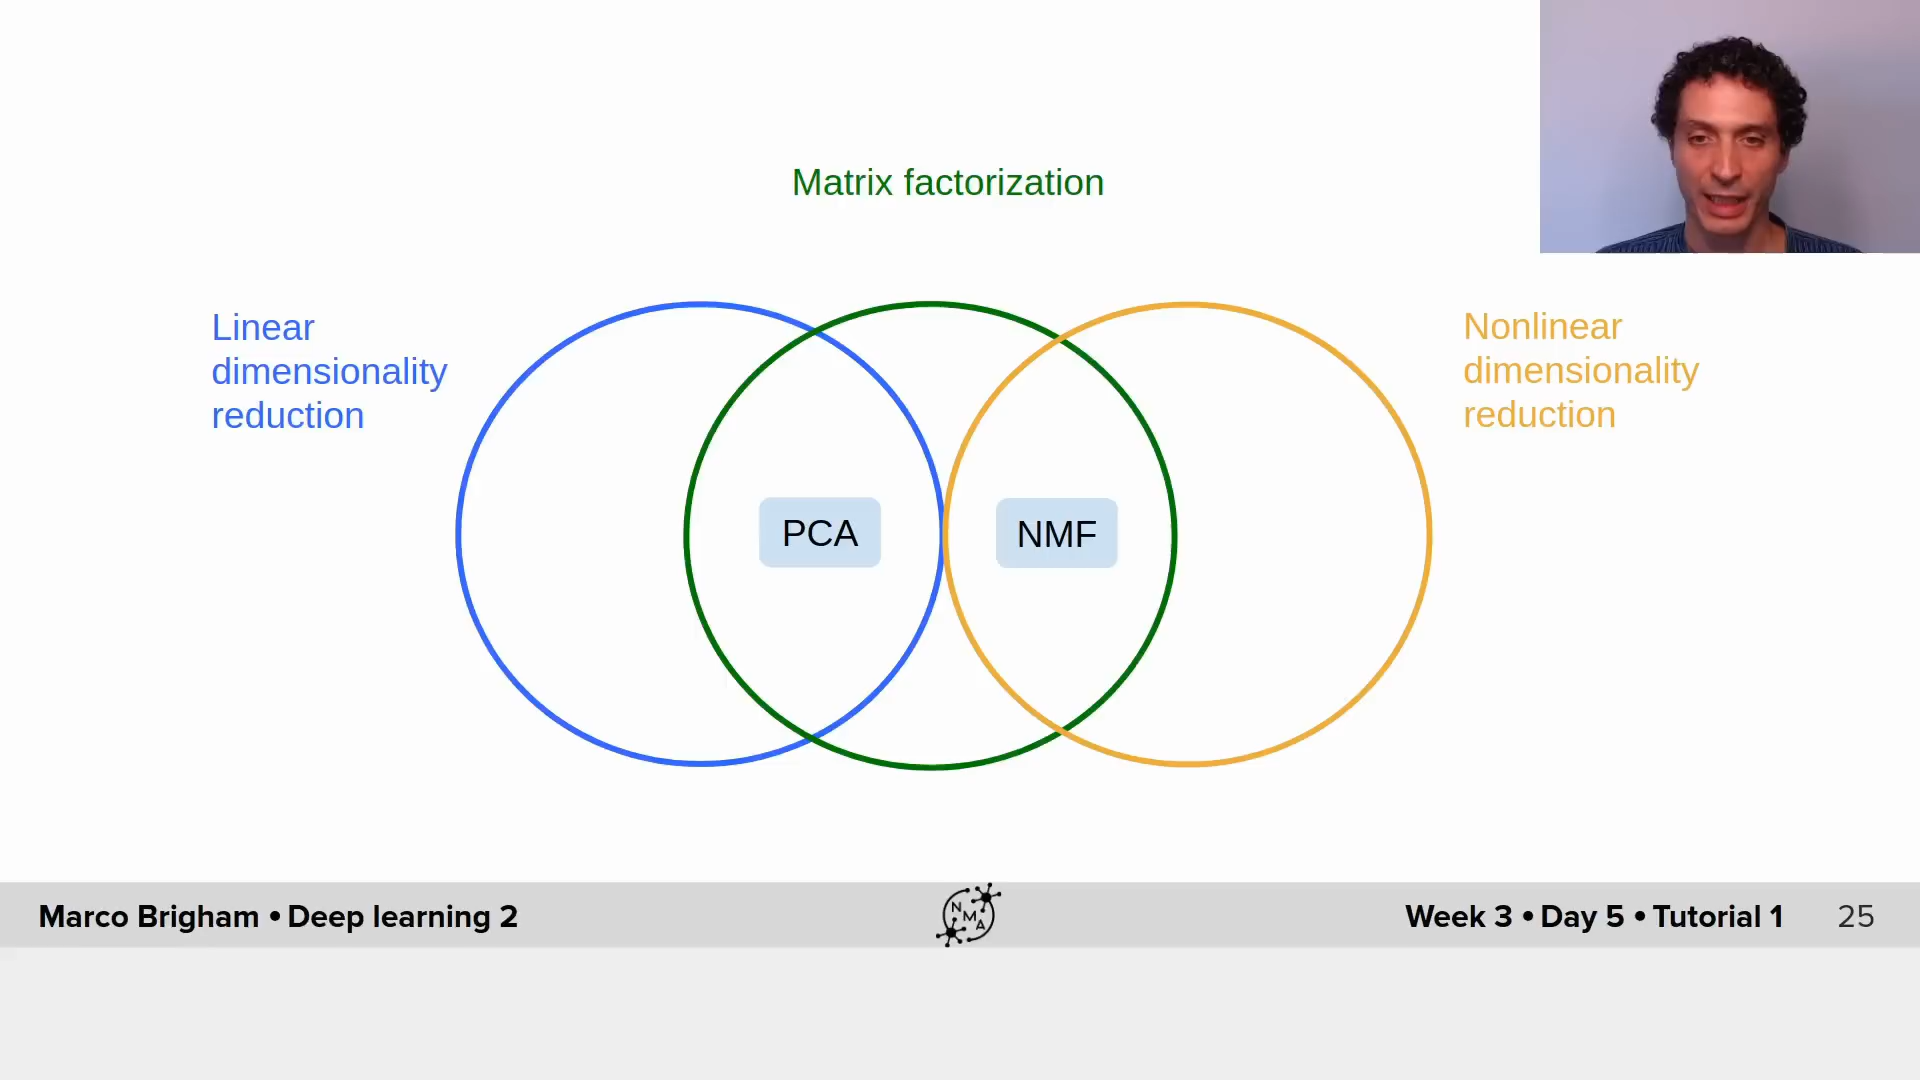 Matrix factorization
Linear
dimensionality
reduction
Nonlinear
dimensionality
reduction
PCA
NMF
Marco Brigham • Deep learning 2
N
M
A
Week 3 • Day 5 • Tutorial 1
25